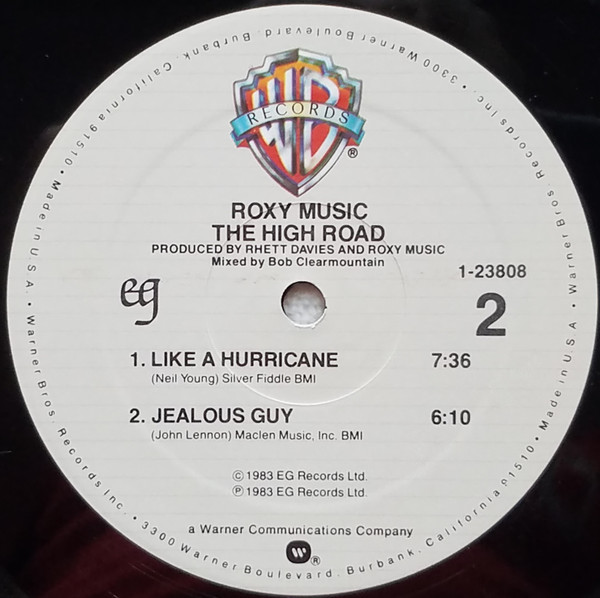 WB
RECORDS
®
ROXY MUSIC
THE HIGH ROAD
PRODUCED BY RHETT DAVIES AND ROXY MUSIC
Mixed by Bob Clearmountain
1-23808
eg
2
1. LIKE A HURRICANE 7:36
(Neil Young) Silver Fiddle BMI
2. JEALOUS GUY 6:10
(John Lennon) Maclen Music, Inc. BMI
© 1983 EG Records Ltd.
℗ 1983 EG Records Ltd.
a Warner Communications Company
®
Warner Bros. Records Inc. • 3300 Warner Boulevard, Burbank, California 91510 • Made in U.S.A. • Warner Bros. Records Inc. • 3300 Warner Boulevard, Burbank, California 91510 • Made in U.S.A. •